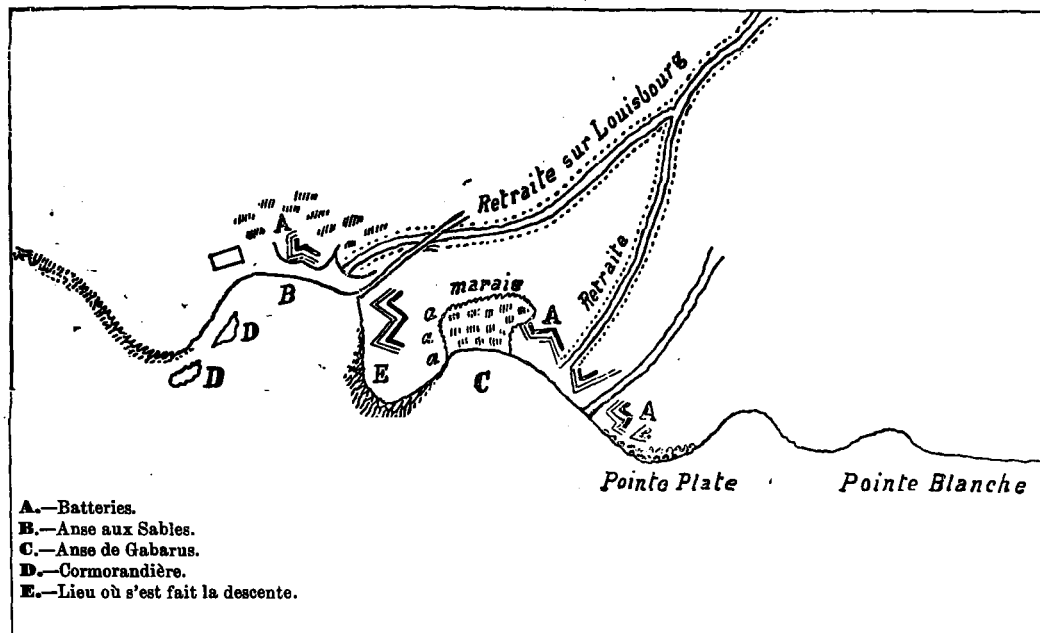 Retraite sur Louisbourg
A
B
marais
Retraite
a.
A
a.
D
a
E
C
D
A
Pointe Plate
Pointe Blanche
A.—Batteries.
B.—Anse aux Sables.
C.—Anse de Gabarus.
D.—Cormorandière.
E.—Lieu où s'est fait la descente.